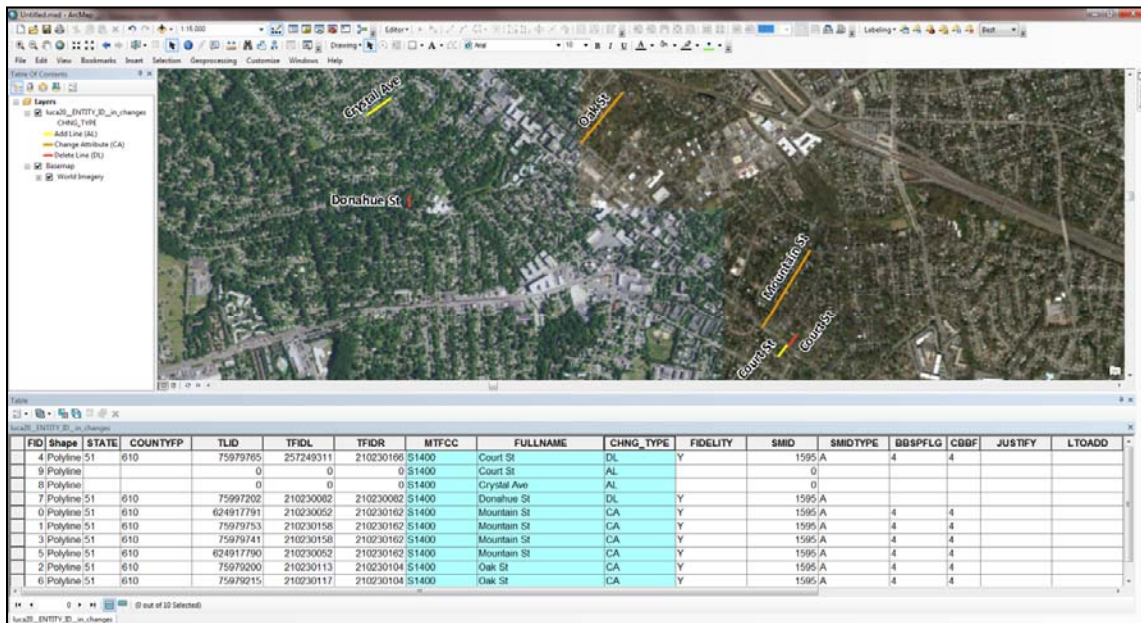 Untitled.mxd - ArcMap
1:15,000
Editor
Labeling
Best
Drawing
Arial
10
B I U A
File Edit View Bookmarks Insert Selection Geoprocessing Customize Windows Help
Table Of Contents
Layers
luca20__ENTITY_ID__in_changes
CHNG_TYPE
Add Line (AL)
Change Attribute (CA)
Delete Line (DL)
Basemap
World Imagery
Crystal Ave
Oak St
Donahue St
Mountain St
Court St
Court St
Table
luca20__ENTITY_ID__in_changes
FID Shape STATE COUNTYFP TLID TFIDL TFIDR MTFCC FULLNAME CHNG_TYPE FIDELITY SMID SMIDTYPE BBSPFLG CBBF JUSTIFY LTOADD
4 Polyline 51 610 75979765 257249311 210230166 S1400 Court St DL Y 1595 A 4 4
9 Polyline 0 0 0 S1400 Court St AL 0
8 Polyline 0 0 0 S1400 Crystal Ave AL 0
7 Polyline 51 610 75997202 210230082 210230082 S1400 Donahue St DL Y 1595 A
0 Polyline 51 610 624917791 210230052 210230162 S1400 Mountain St CA Y 1595 A 4 4
1 Polyline 51 610 75979753 210230158 210230162 S1400 Mountain St CA Y 1595 A 4 4
3 Polyline 51 610 75979741 210230158 210230162 S1400 Mountain St CA Y 1595 A 4 4
5 Polyline 51 610 624917790 210230052 210230162 S1400 Mountain St CA Y 1595 A 4 4
2 Polyline 51 610 75979200 210230113 210230104 S1400 Oak St CA Y 1595 A 4 4
6 Polyline 51 610 75979215 210230117 210230104 S1400 Oak St CA Y 1595 A 4 4
0 (0 out of 10 Selected)
luca20__ENTITY_ID__in_changes